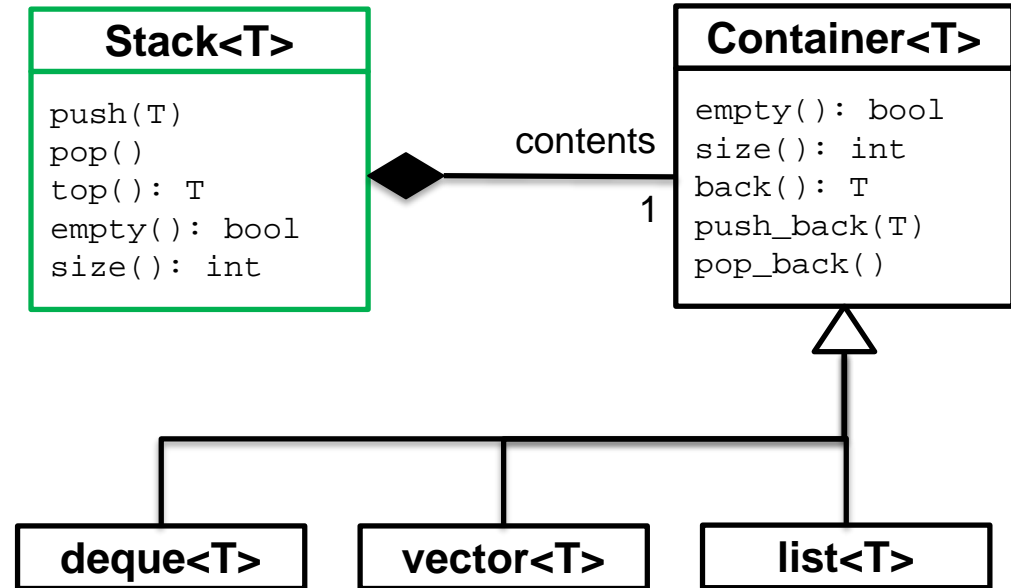 Stack<T>
push(T)
pop()
top(): T
empty(): bool
size(): int
contents
1
Container<T>
empty(): bool
size(): int
back(): T
push_back(T)
pop_back()
deque<T>
vector<T>
list<T>